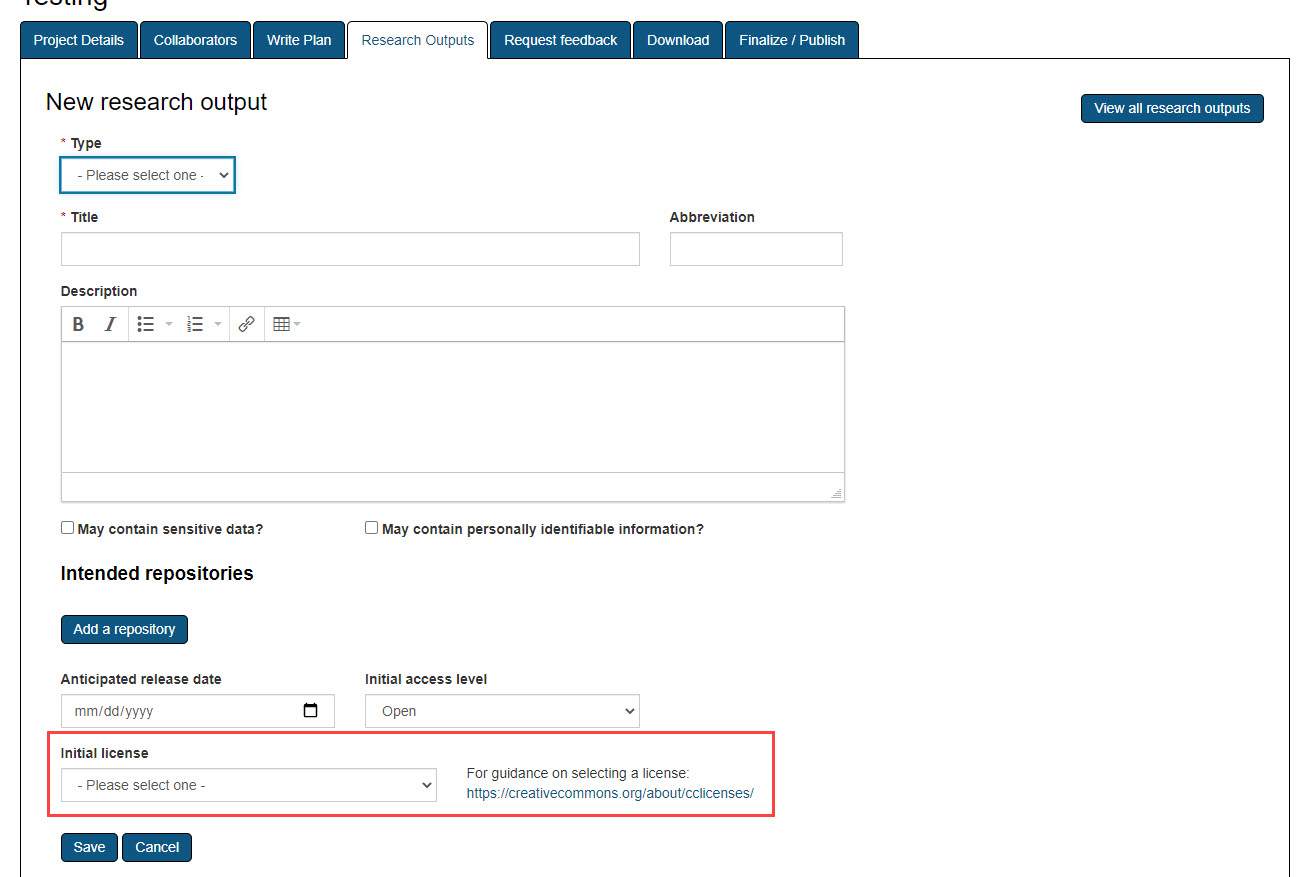 Testing
Project Details Collaborators Write Plan Research Outputs Request feedback Download Finalize / Publish
New research output
View all research outputs
* Type
- Please select one -
* Title Abbreviation
Description
B I
May contain sensitive data? May contain personally identifiable information?
Intended repositories
Add a repository
Anticipated release date Initial access level
mm/dd/yyyy Open
Initial license
- Please select one -
For guidance on selecting a license:
https://creativecommons.org/about/cclicenses/
Save Cancel